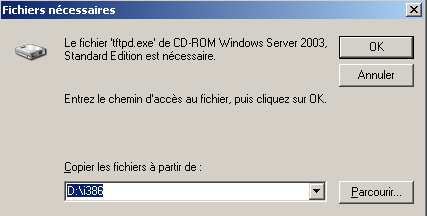 Fichiers nécessaires
Le fichier 'tftpd.exe' de CD-ROM Windows Server 2003,
Standard Edition est nécessaire.
OK
Annuler
Entrez le chemin d'accès au fichier, puis cliquez sur OK.
Copier les fichiers à partir de :
D:\i386
Parcourir...